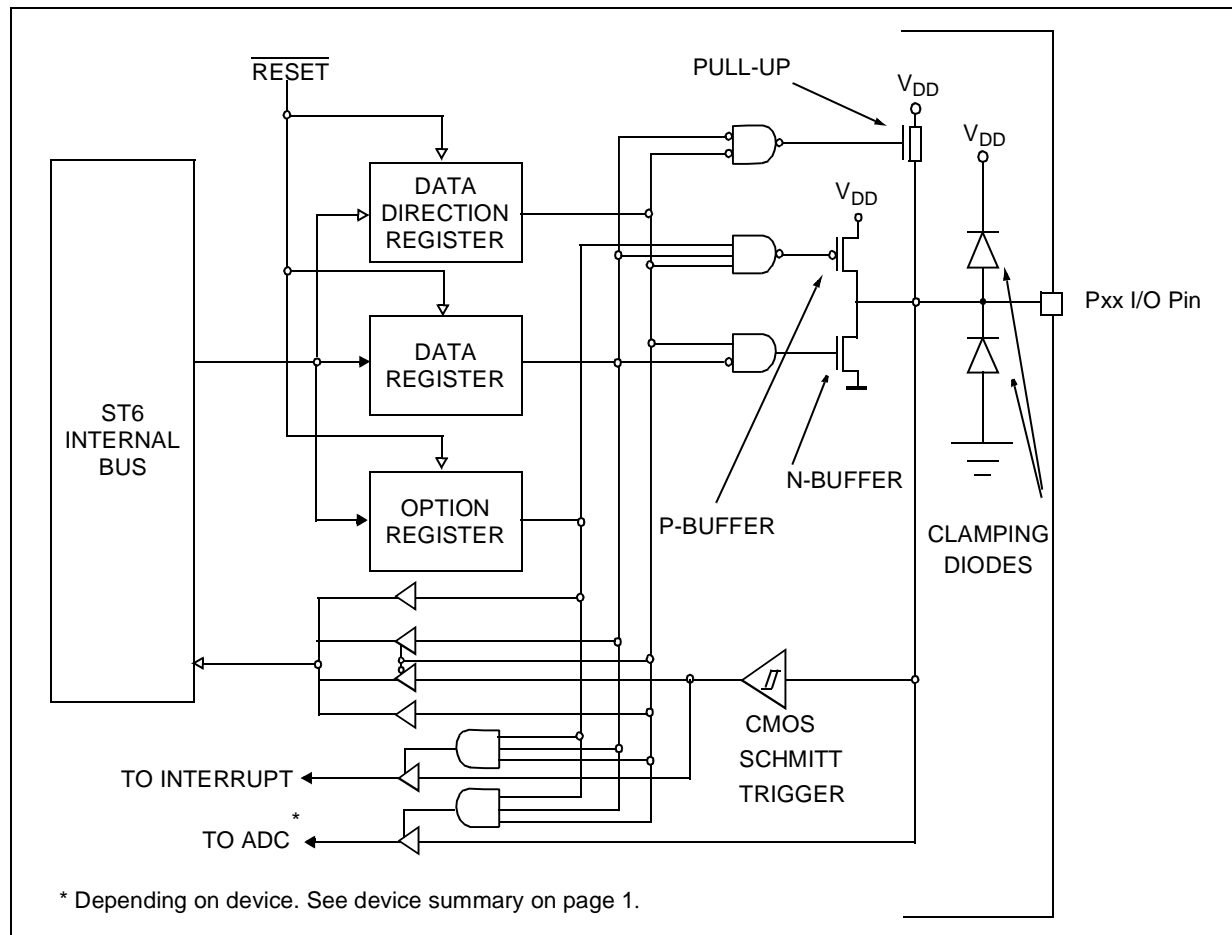 RESET
PULL-UP
VDD
VDD
DATA
DIRECTION
REGISTER
VDD
Pxx I/O Pin
DATA
REGISTER
ST6
INTERNAL
BUS
N-BUFFER
OPTION
REGISTER
P-BUFFER
CLAMPING
DIODES
CMOS
SCHMITT
TRIGGER
TO INTERRUPT
TO ADC *
* Depending on device. See device summary on page 1.